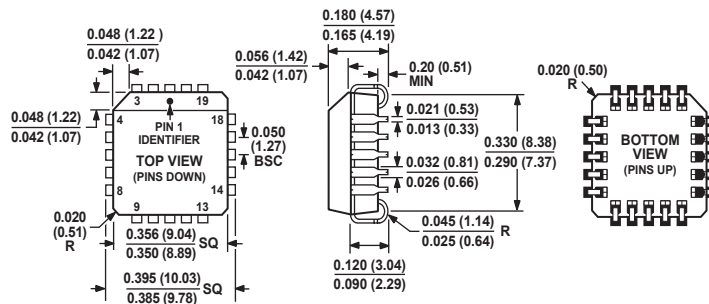 0.180 (4.57)
0.165 (4.19)
0.048 (1.22)
0.042 (1.07)
0.056 (1.42)
0.042 (1.07)
0.20 (0.51)
MIN
0.020 (0.50)
R
0.048 (1.22)
0.042 (1.07)
3
19
4
18
PIN 1
IDENTIFIER
TOP VIEW
(PINS DOWN)
0.050
(1.27)
BSC
8
14
9
13
0.020
(0.51)
R
0.356 (9.04)
0.350 (8.89)
SQ
0.395 (10.03)
0.385 (9.78)
SQ
0.021 (0.53)
0.013 (0.33)
0.032 (0.81)
0.026 (0.66)
0.330 (8.38)
0.290 (7.37)
0.045 (1.14)
0.025 (0.64)
R
0.120 (3.04)
0.090 (2.29)
BOTTOM
VIEW
(PINS UP)